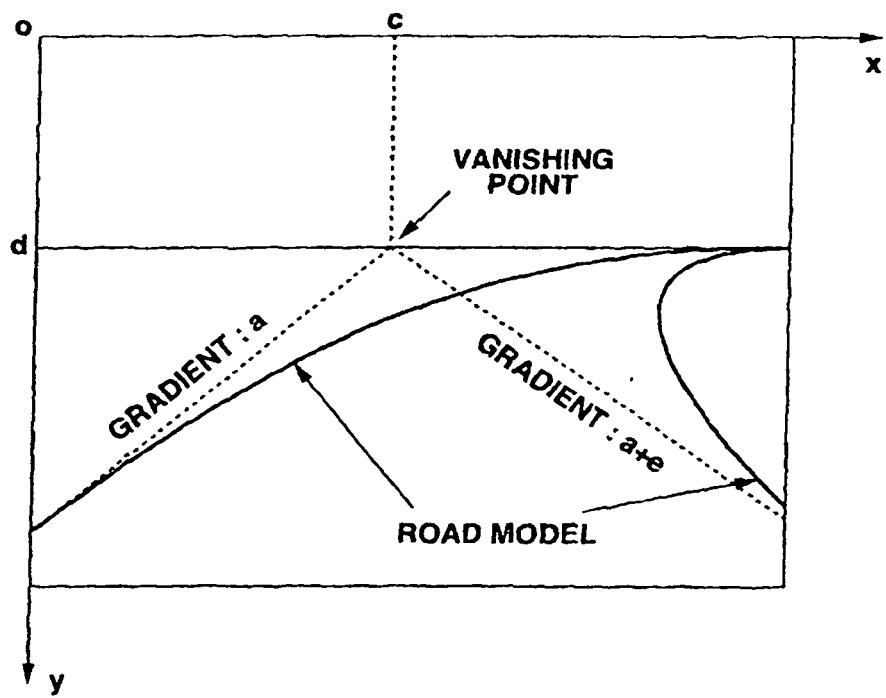 o
c
x
VANISHING
POINT
d
GRADIENT : a
GRADIENT : a+e
ROAD MODEL
y